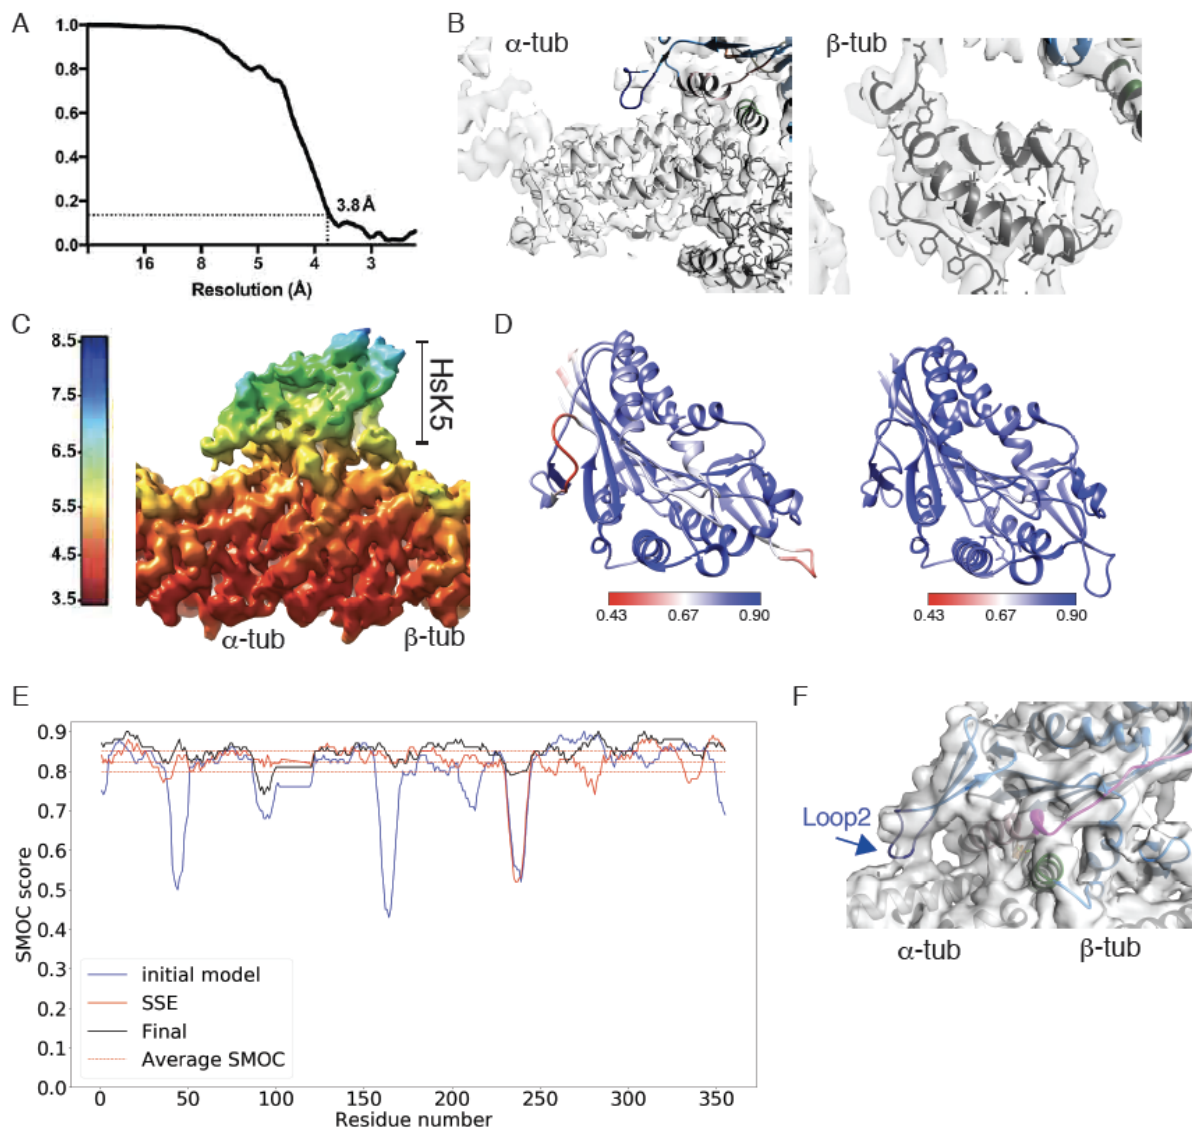 A
1.0
0.8
0.6
0.4
0.2
0.0
3.8Å
16 8 5 4 3
Resolution (Å)
B
α-tub
β-tub
C
8.5
7.5
6.5
5.5
4.5
3.5
HsK5
α-tub
β-tub
D
0.43 0.67 0.90
0.43 0.67 0.90
E
0.9
0.8
0.7
0.6
0.5
0.4
0.3
0.2
0.1
0.0
SMOC score
initial model
SSE
Final
Average SMOC
0 50 100 150 200 250 300 350
Residue number
F
Loop2
α-tub
β-tub